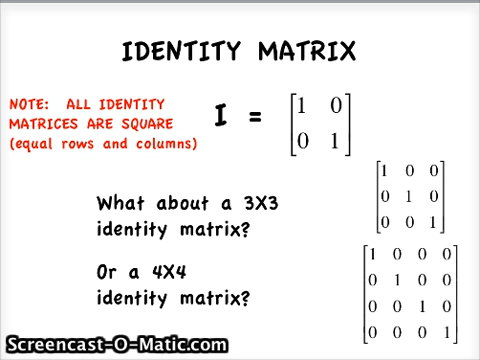 IDENTITY MATRIX
NOTE: ALL IDENTITY
MATRICES ARE SQUARE
(equal rows and columns)
I = [1 0
0 1]
What about a 3X3
identity matrix?
1 0 0
0 1 0
0 0 1
Or a 4X4
identity matrix?
1 0 0 0
0 1 0 0
0 0 1 0
0 0 0 1
Screencast-O-Matic.com